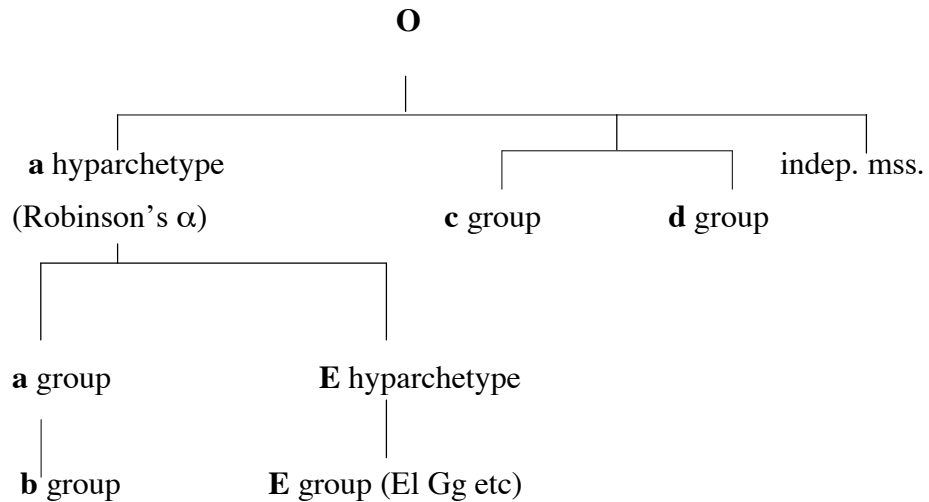 O
a hyparchetype
indep. mss.
(Robinson’s α)
c group
d group
a group
E hyparchetype
b group
E group (El Gg etc)